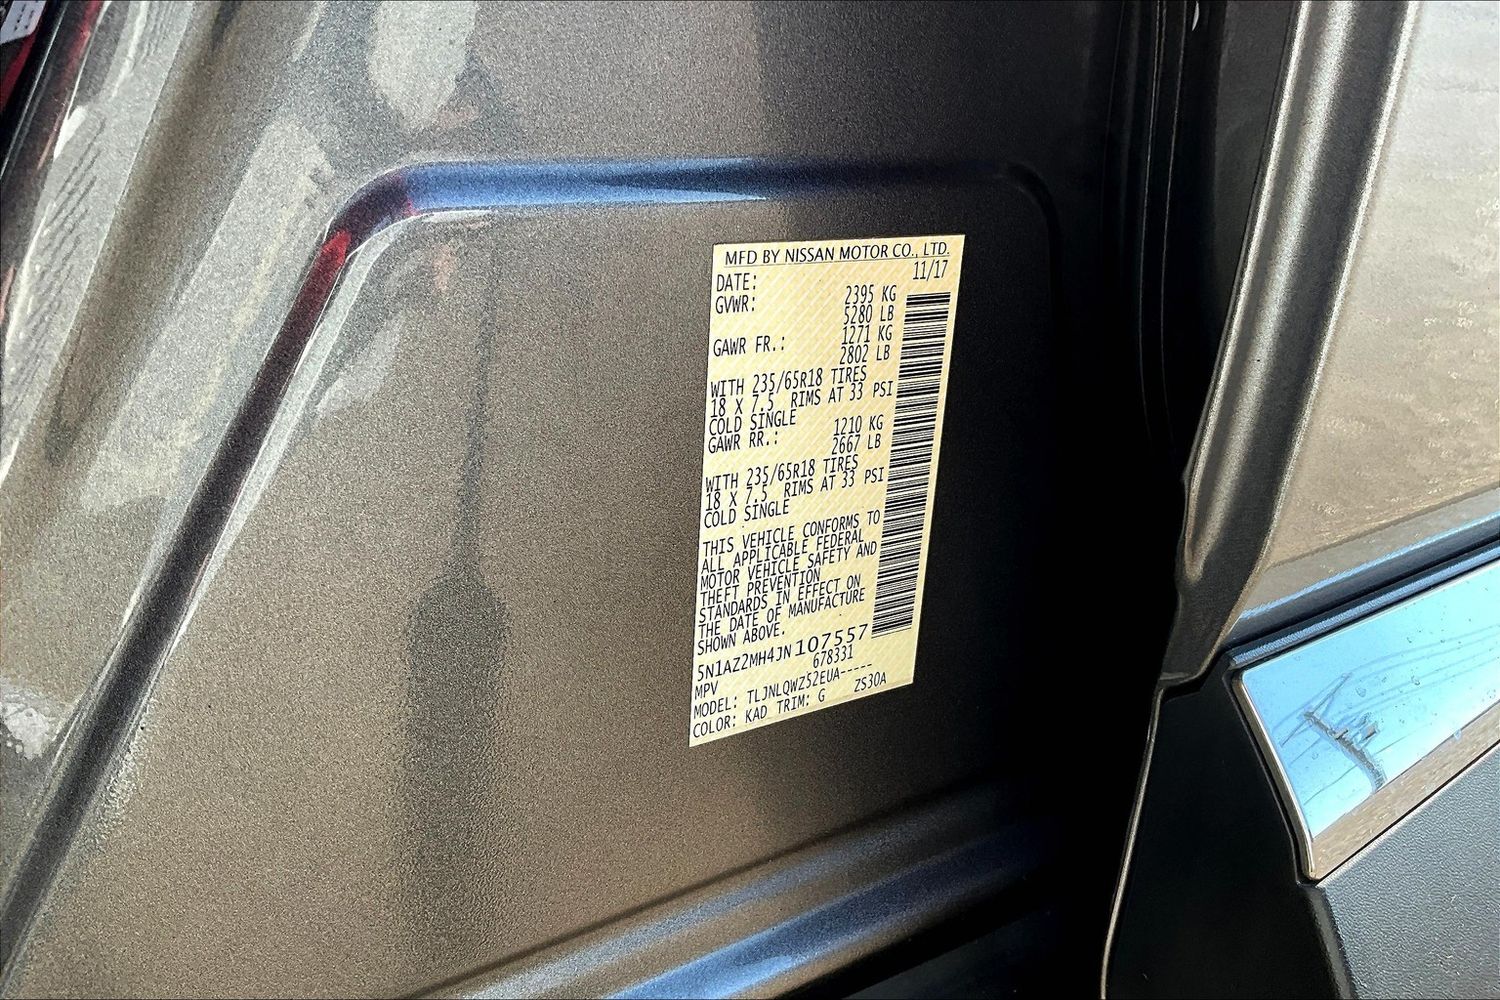 MFD BY NISSAN MOTOR CO., LTD.
DATE: 11/17
GVWR: 2395 KG
5280 LB
GAWR FR.: 1271 KG
2802 LB
WITH 235/65R18 TIRES
18 X 7.5 RIMS AT 33 PSI
COLD SINGLE
GAWR RR.: 1210 KG
2667 LB
WITH 235/65R18 TIRES
18 X 7.5 RIMS AT 33 PSI
COLD SINGLE
THIS VEHICLE CONFORMS TO
ALL APPLICABLE FEDERAL
MOTOR VEHICLE SAFETY AND
THEFT PREVENTION
STANDARDS IN EFFECT ON
THE DATE OF MANUFACTURE
SHOWN ABOVE.
5N1AZ2MH4JN107557
MPV 678331
MODEL: TLJNLQWZ52EUA-----
COLOR: KAD TRIM: G ZS30A